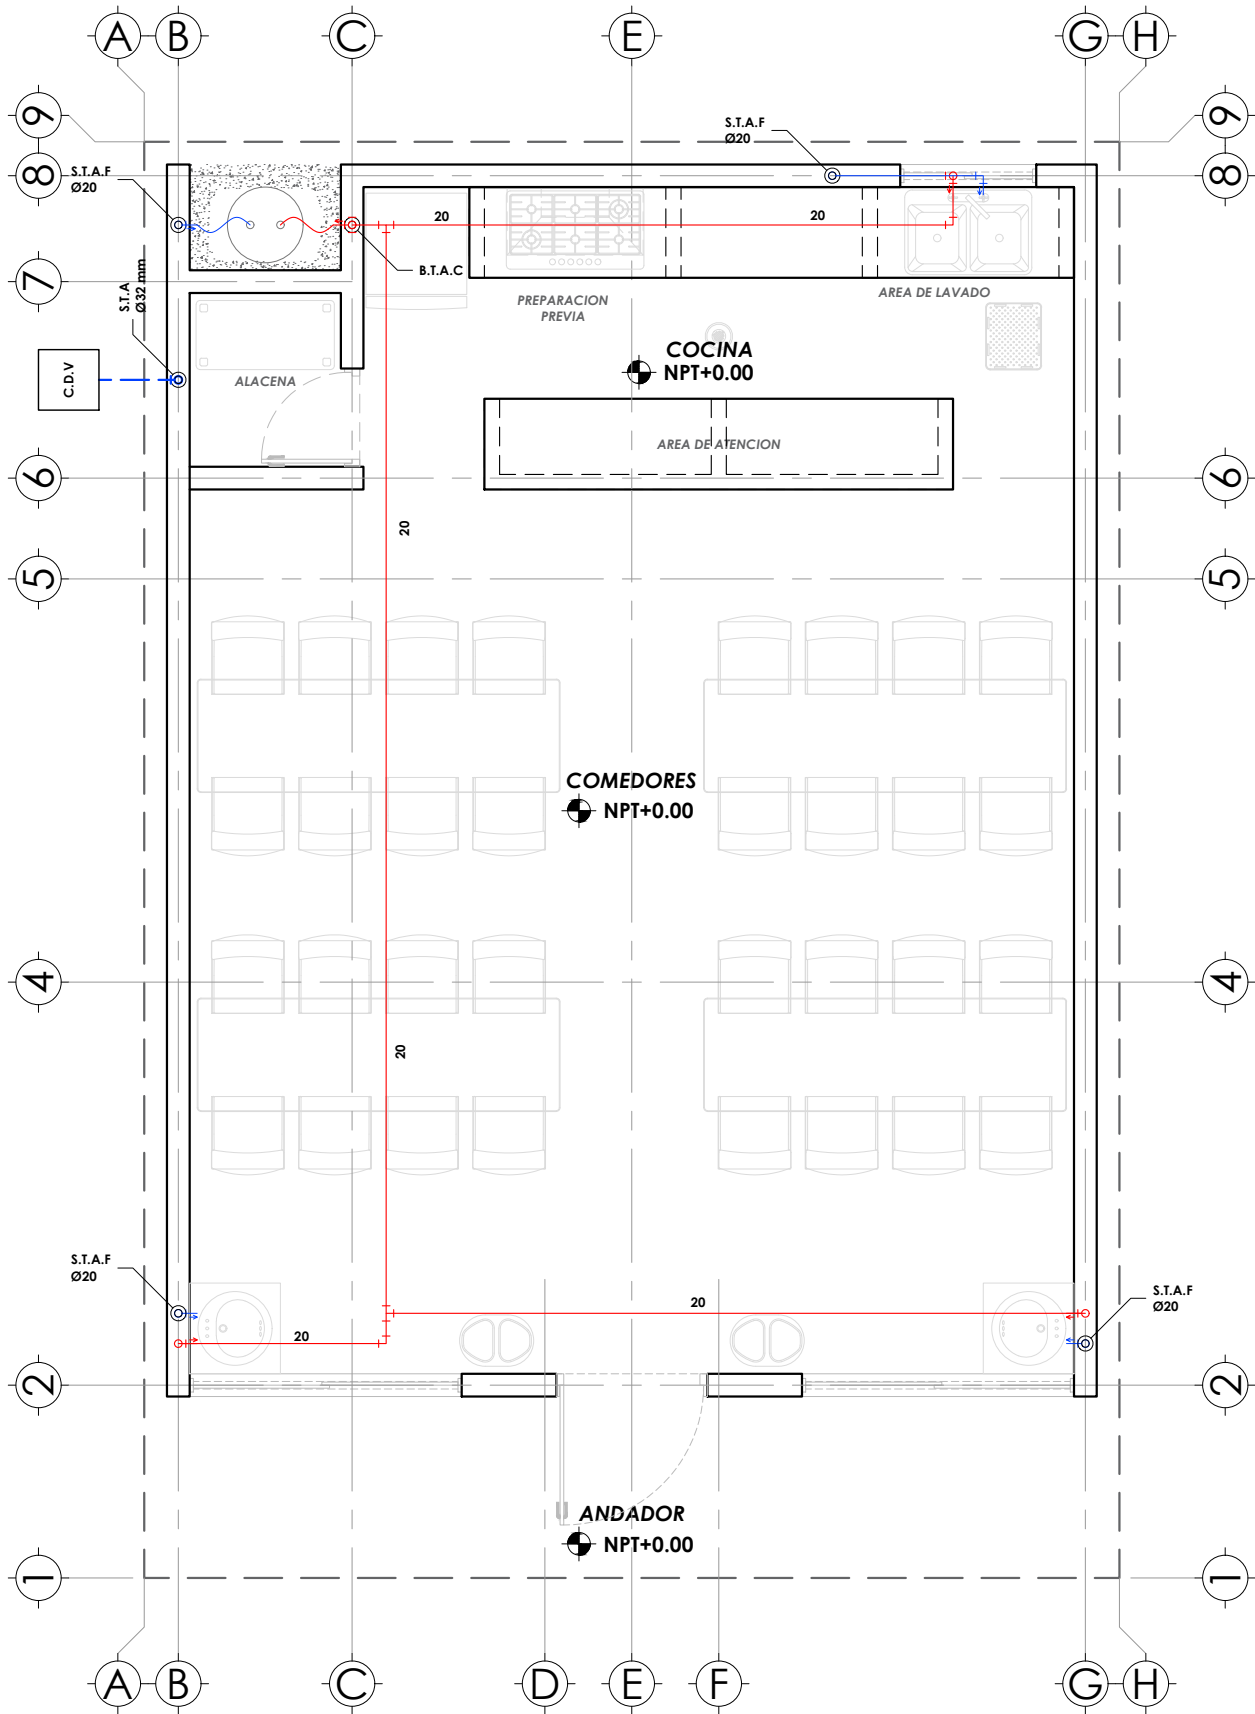 A
B
C
E
G
H
9
9
S.T.A.F
Ø20
8
S.T.A.F
Ø20
8
20
20
B.T.A.C
7
S.T.A
Ø32 mm
PREPARACION
PREVIA
AREA DE LAVADO
COCINA
NPT+0.00
C.D.V
ALACENA
AREA DE ATENCION
6
6
20
5
5
COMEDORES
NPT+0.00
4
4
20
S.T.A.F
Ø20
S.T.A.F
Ø20
20
20
2
2
ANDADOR
NPT+0.00
1
1
A
B
C
D
E
F
G
H